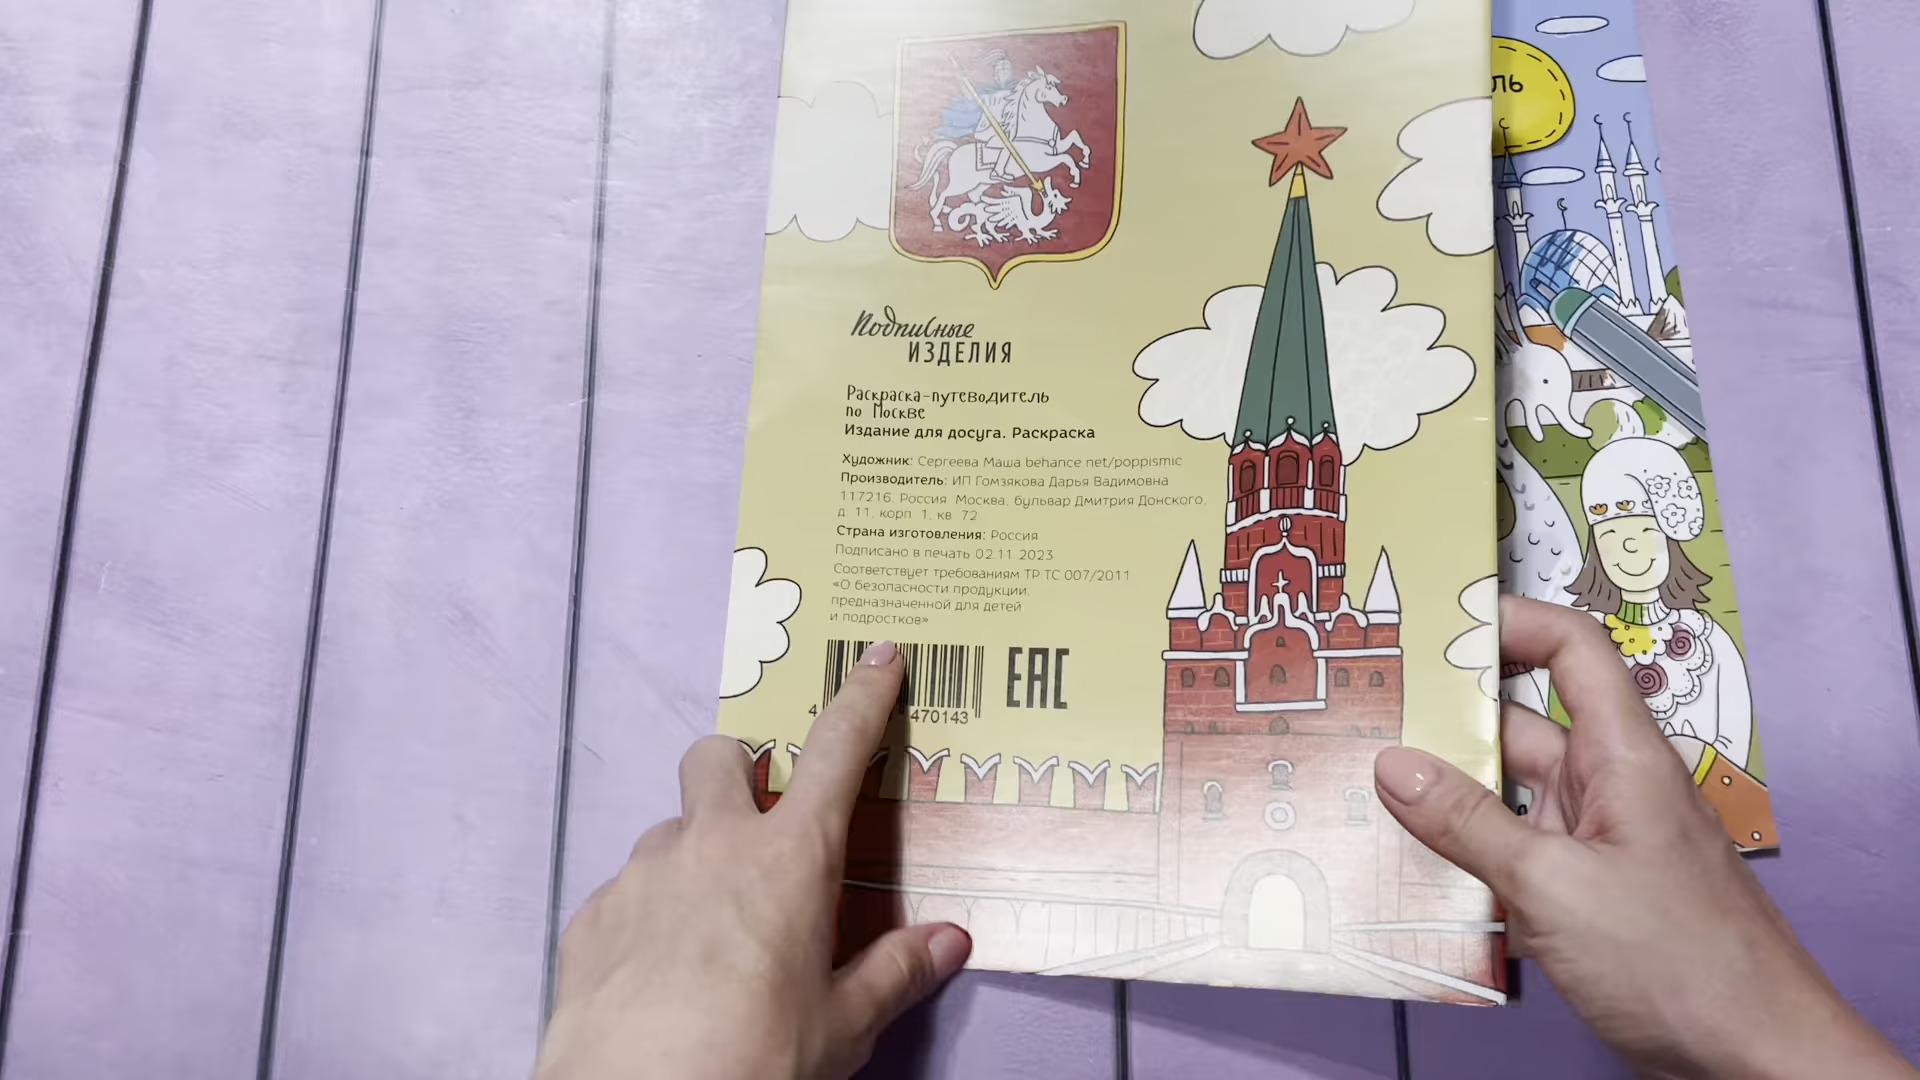 ль
Подписные
ИЗДЕЛИЯ
Раскраска-путеводитель
по Москве
Издание для досуга. Раскраска
Художник: Сергеева Маша behance.net/poppismic
Производитель: ИП Гомзякова Дарья Вадимовна
117216, Россия, Москва, бульвар Дмитрия Донского,
д. 11, корп. 1, кв. 72
Страна изготовления: Россия
Подписано в печать 02.11.2023
Соответствует требованиям ТР ТС 007/2011
«О безопасности продукции,
предназначенной для детей
и подростков»
4 470143
EAC